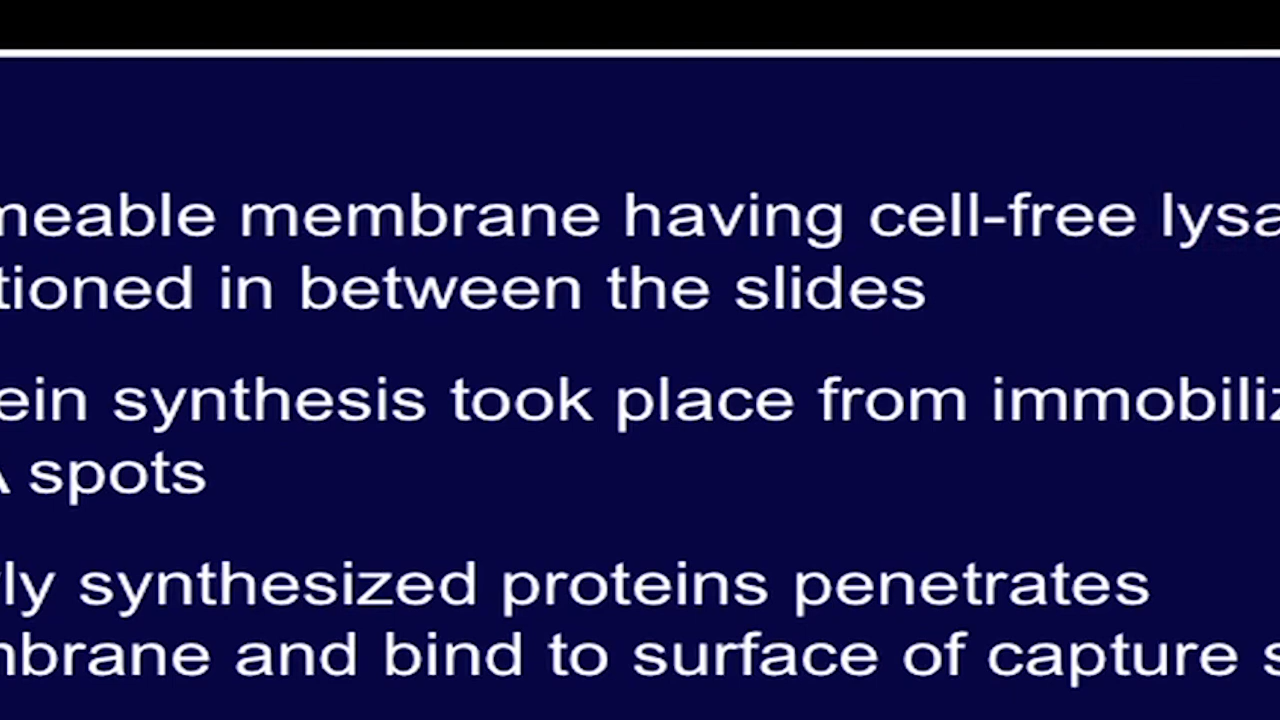 meable membrane having cell-free lysa
tioned in between the slides
ein synthesis took place from immobiliz
A spots
ly synthesized proteins penetrates
nbrane and bind to surface of capture s